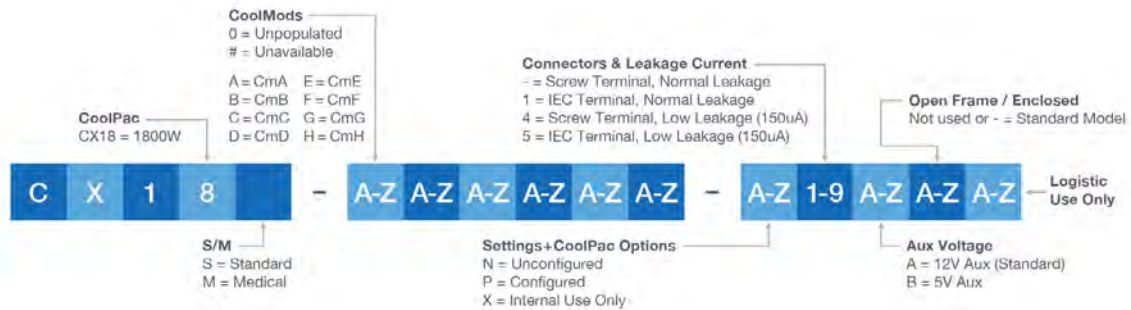 CoolMods
0 = Unpopulated
# = Unavailable
A = CmA E = CmE
B = CmB F = CmF
C = CmC G = CmG
D = CmD H = CmH
CoolPac
CX18 = 1800W
Connectors & Leakage Current
- = Screw Terminal, Normal Leakage
1 = IEC Terminal, Normal Leakage
4 = Screw Terminal, Low Leakage (150uA)
5 = IEC Terminal, Low Leakage (150uA)
Open Frame / Enclosed
Not used or - = Standard Model
C X 1 8 - A-Z A-Z A-Z A-Z A-Z A-Z - A-Z 1-9 A-Z A-Z A-Z
Logistic
Use Only
S/M
S = Standard
M = Medical
Settings+CoolPac Options
N = Unconfigured
P = Configured
X = Internal Use Only
Aux Voltage
A = 12V Aux (Standard)
B = 5V Aux